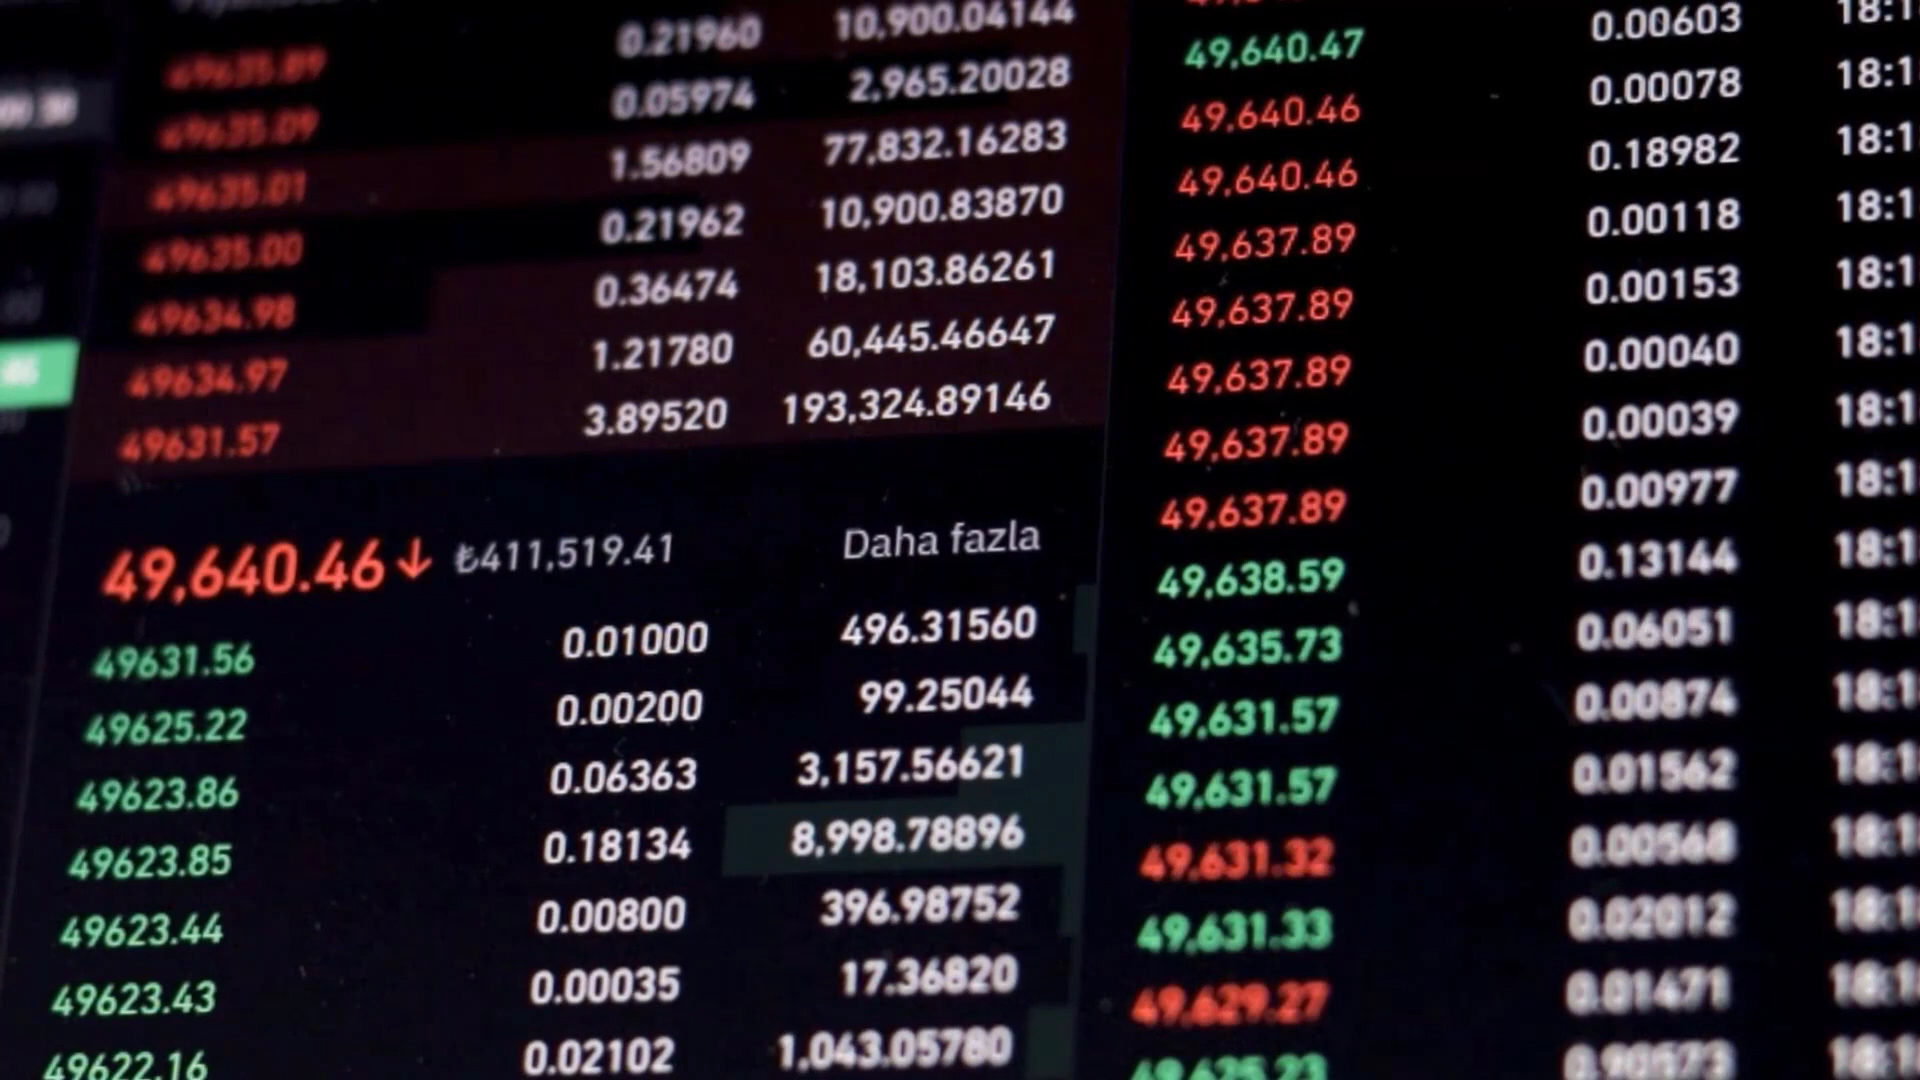 0.21960 10,900.04144
49635.89 0.05974 2,965.20028
49635.09 1.56809 77,832.16283
49635.01 0.21962 10,900.83870
49635.00 0.36474 18,103.86261
49634.98 1.21780 60,445.46647
49634.97 3.89520 193,324.89146
49631.57
49,640.46↓ ₺411,519.41 Daha fazla
49631.56 0.01000 496.31560
49625.22 0.00200 99.25044
49623.86 0.06363 3,157.56621
49623.85 0.18134 8,998.78896
49623.44 0.00800 396.98752
49623.43 0.00035 17.36820
49622.16 0.02102 1,043.05780
0.00603 18:1
49,640.47 0.00078 18:1
49,640.46 0.18982 18:1
49,640.46 0.00118 18:1
49,637.89 0.00153 18:1
49,637.89 0.00040 18:1
49,637.89 0.00039 18:1
49,637.89 0.00977 18:1
49,637.89 0.13144 18:1
49,638.59 0.06051 18:1
49,635.73 0.00874 18:1
49,631.57 0.01562 18:1
49,631.57 0.00568 18:1
49,631.32 0.02012 18:1
49,631.33 0.01471 18:1
49,629.27 0.90573 18:1
49,625.23